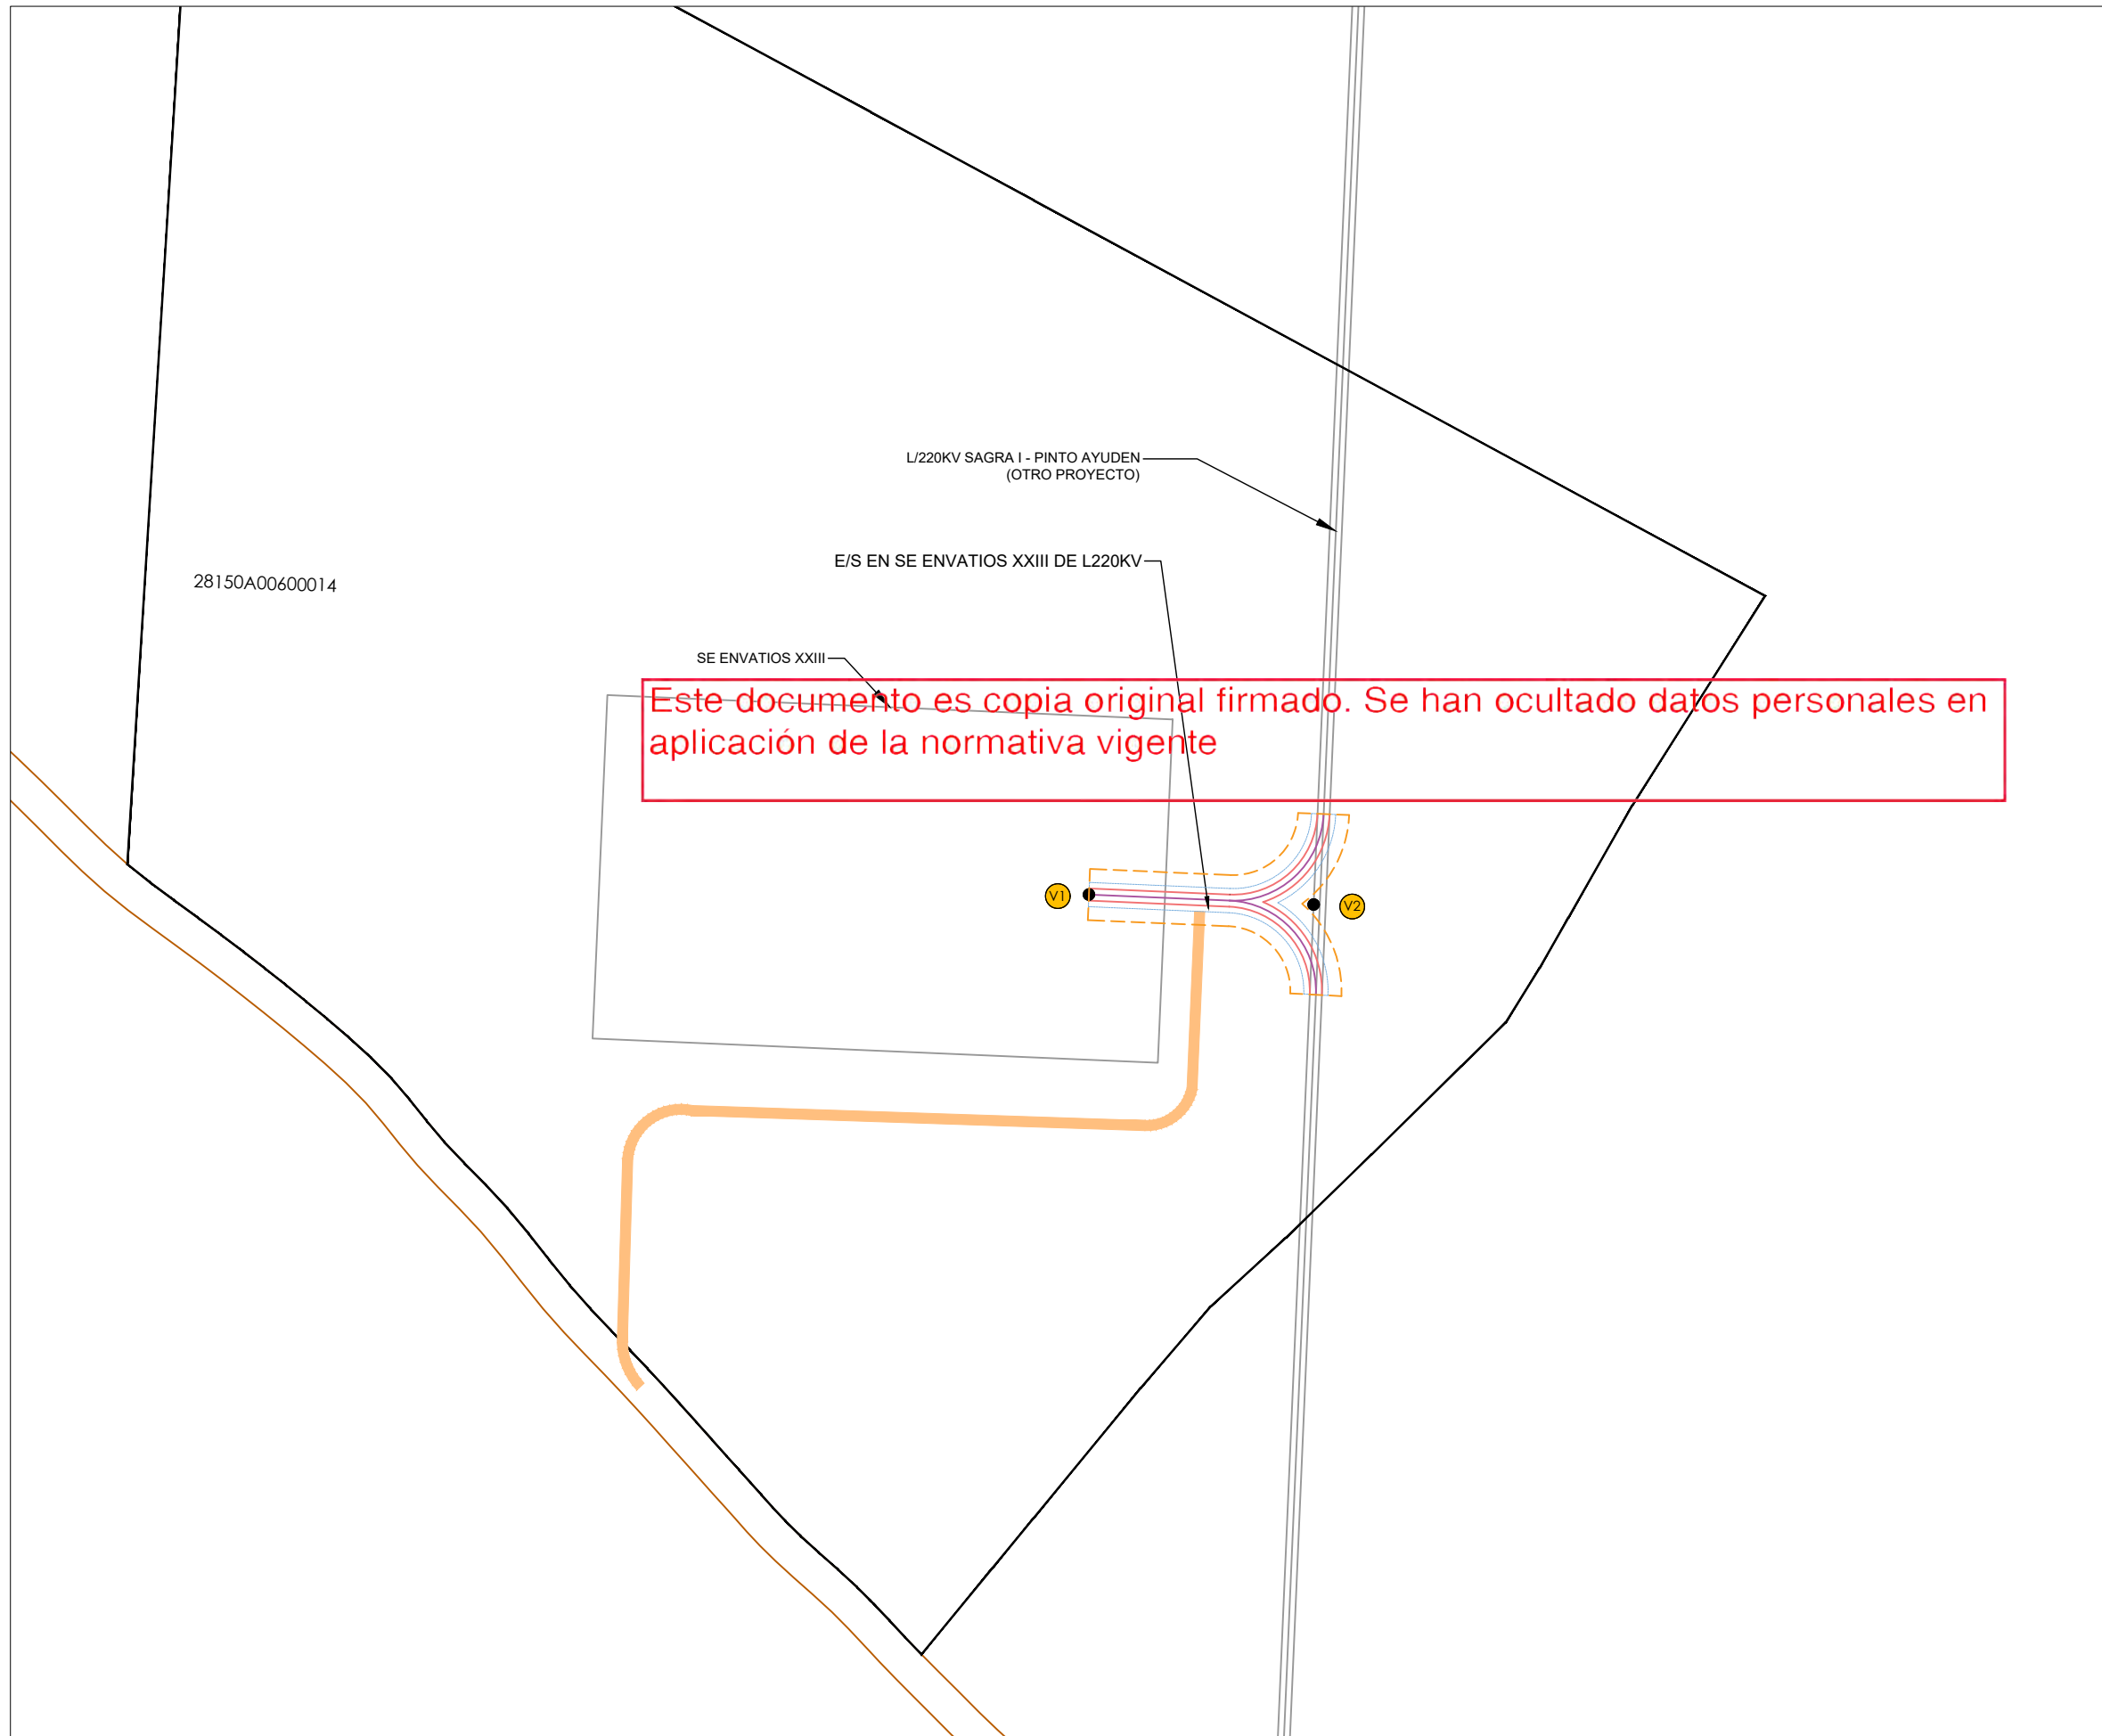 L/220KV SAGRA I - PINTO AYUDEN
(OTRO PROYECTO)
E/S EN SE ENVATIOS XXIII DE L220KV
28150A00600014
SE ENVATIOS XXIII
Este documento es copia original firmado. Se han ocultado datos personales en
aplicación de la normativa vigente
V1
V2